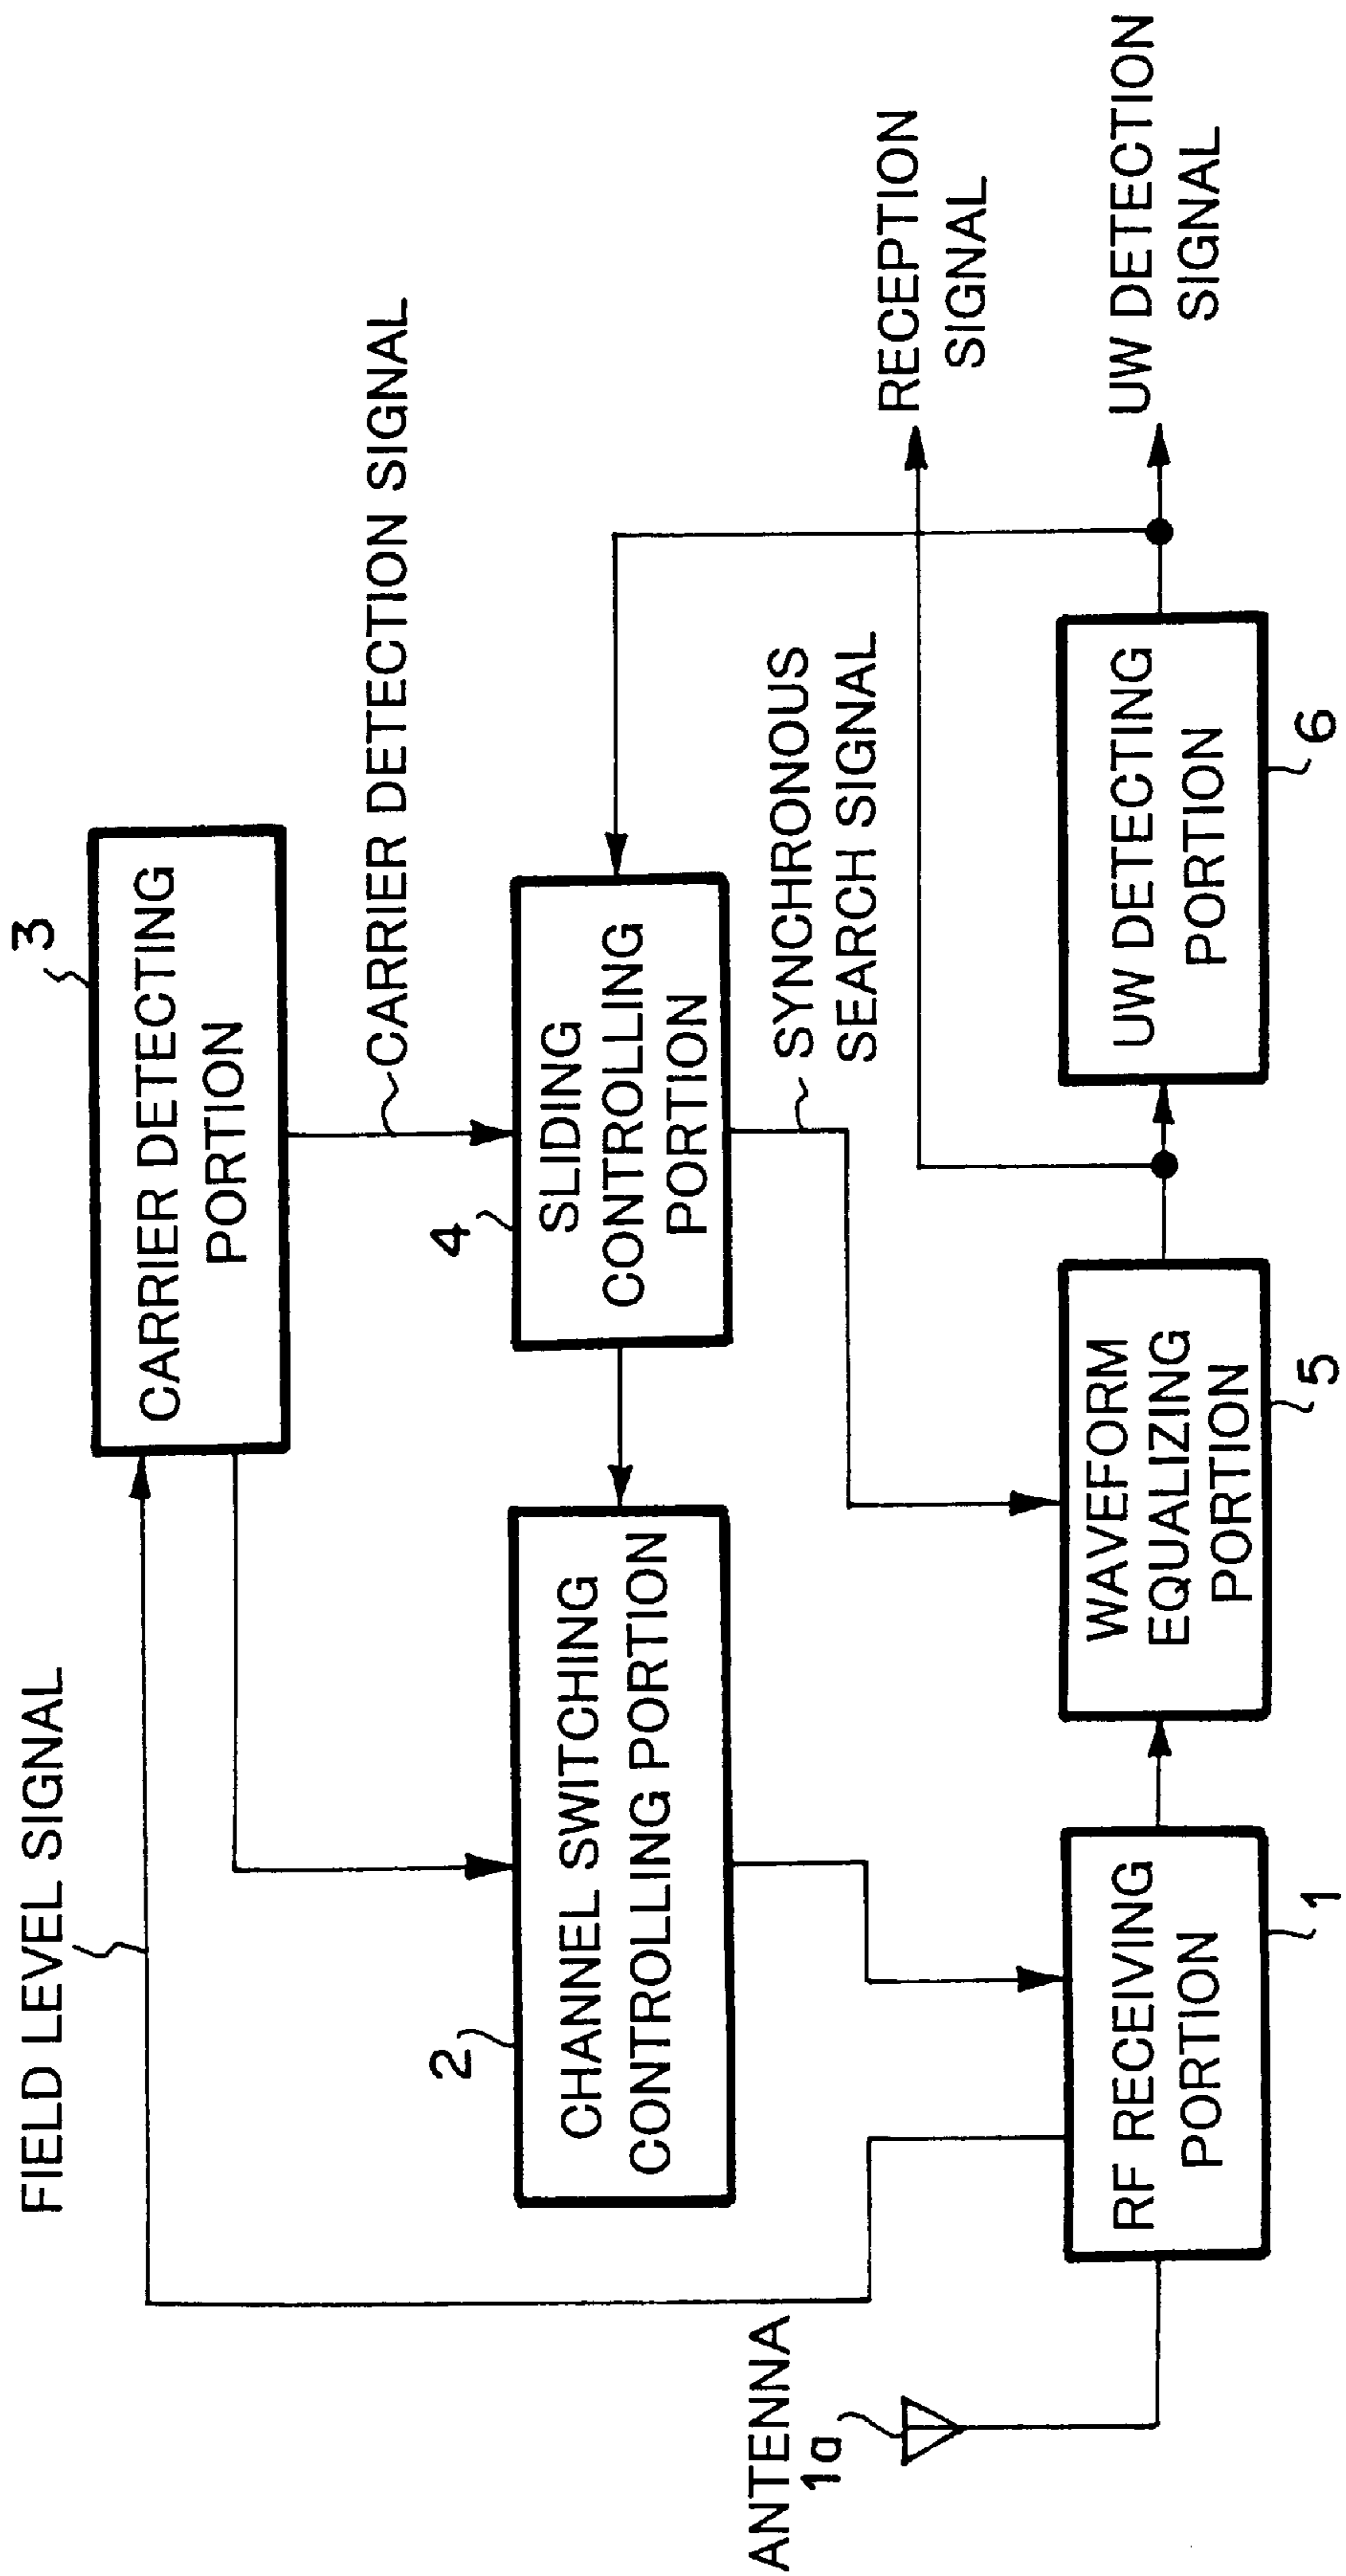 FIELD LEVEL SIGNAL
3
CARRIER DETECTING
PORTION
CARRIER DETECTION SIGNAL
2
CHANNEL SWITCHING
CONTROLLING PORTION
4
SLIDING
CONTROLLING
PORTION
SYNCHRONOUS
SEARCH SIGNAL
RECEPTION
SIGNAL
ANTENNA
1a
RF RECEIVING
PORTION
1
WAVEFORM
EQUALIZING
PORTION
5
UW DETECTING
PORTION
6
UW DETECTION
SIGNAL